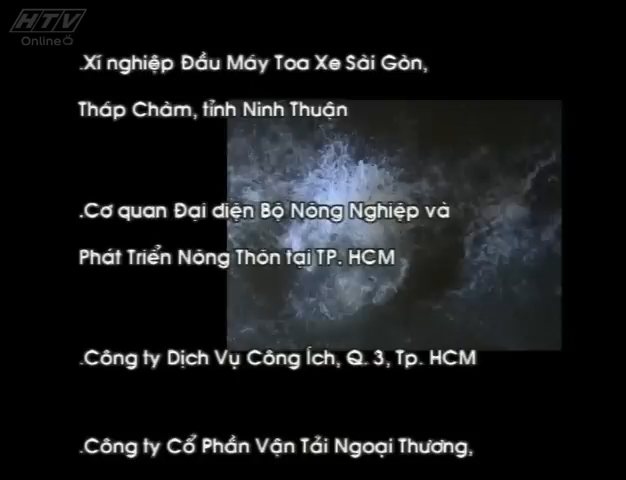 HTV
Online
.Xí nghiệp Đầu Máy Toa Xe Sài Gòn,
Tháp Chàm, tỉnh Ninh Thuận
.Cơ quan Đại diện Bộ Nông Nghiệp và
Phát Triển Nông Thôn tại TP. HCM
.Công ty Dịch Vụ Công Ích, Q. 3, Tp. HCM
.Công ty Cổ Phần Vận Tải Ngoại Thương,